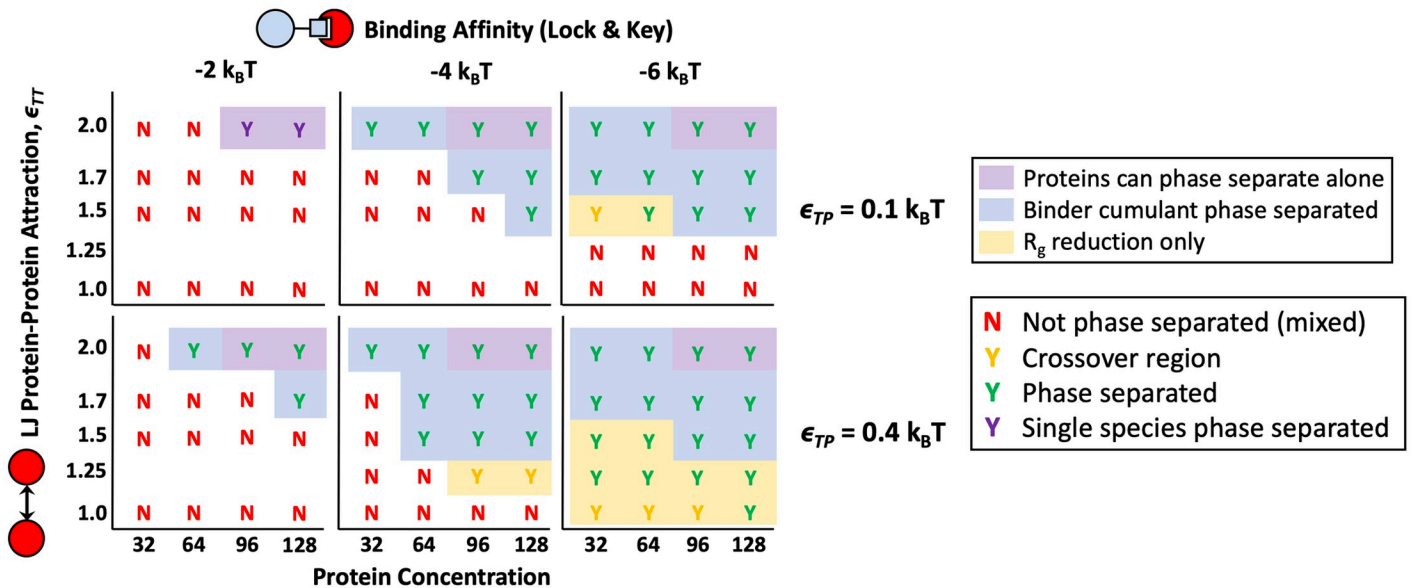 Binding Affinity (Lock & Key)
-2 kBT -4 kBT -6 kBT
LJ Protein-Protein Attraction, ϵTT
2.0 N N Y Y Y Y Y Y Y Y Y Y
1.7 N N N N N N Y Y Y Y Y Y
1.5 N N N N N N N Y Y Y Y Y
1.25 N N N N
1.0 N N N N N N N N N N N N
ϵTP = 0.1 kBT
2.0 N Y Y Y Y Y Y Y Y Y Y Y
1.7 N N N Y N Y Y Y Y Y Y Y
1.5 N N N N N Y Y Y Y Y Y Y
1.25 N N Y Y Y Y Y Y
1.0 N N N N N N N N Y Y Y Y
ϵTP = 0.4 kBT
32 64 96 128 32 64 96 128 32 64 96 128
Protein Concentration
Proteins can phase separate alone
Binder cumulant phase separated
Rg reduction only
N Not phase separated (mixed)
Y Crossover region
Y Phase separated
Y Single species phase separated